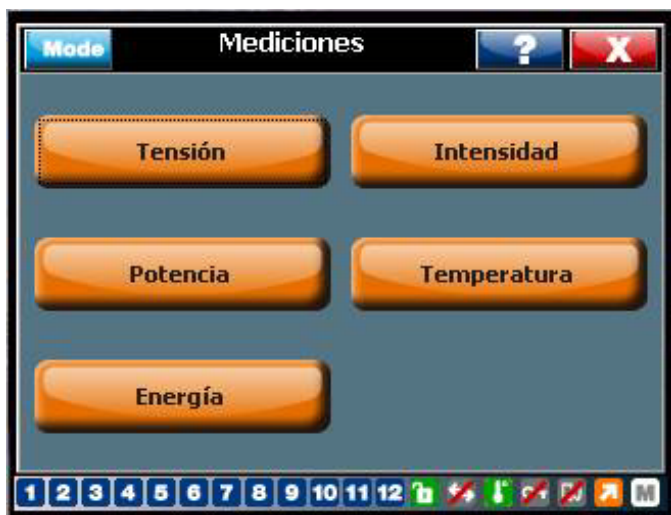 Mode Mediciones ? X
Tensión Intensidad
Potencia Temperatura
Energía
1 2 3 4 5 6 7 8 9 10 11 12 M